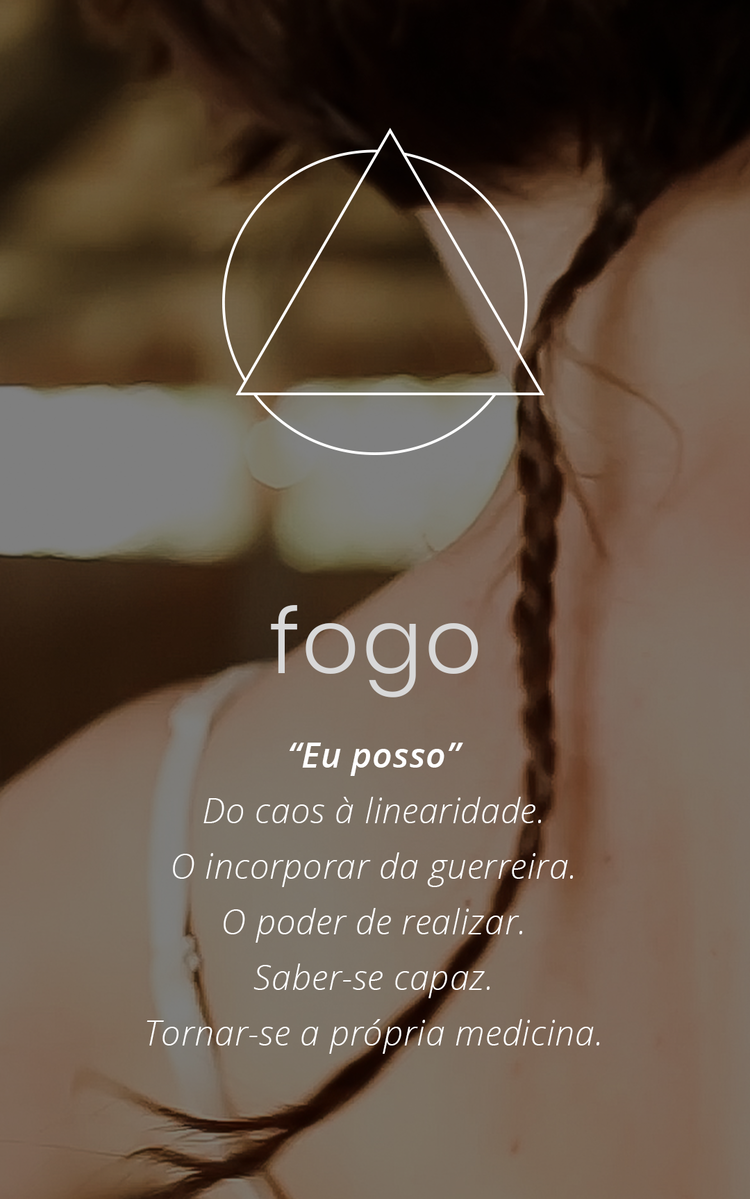 fogo
“Eu posso”
Do caos à linearidade.
O incorporar da guerreira.
O poder de realizar.
Saber-se capaz.
Tornar-se a própria medicina.